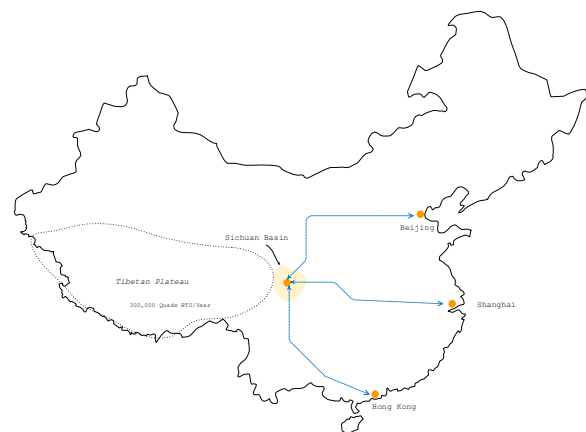 Beijing
Sichuan Basin
Tibetan Plateau
300,000 Quads BTU/Year
Shanghai
Hong Kong